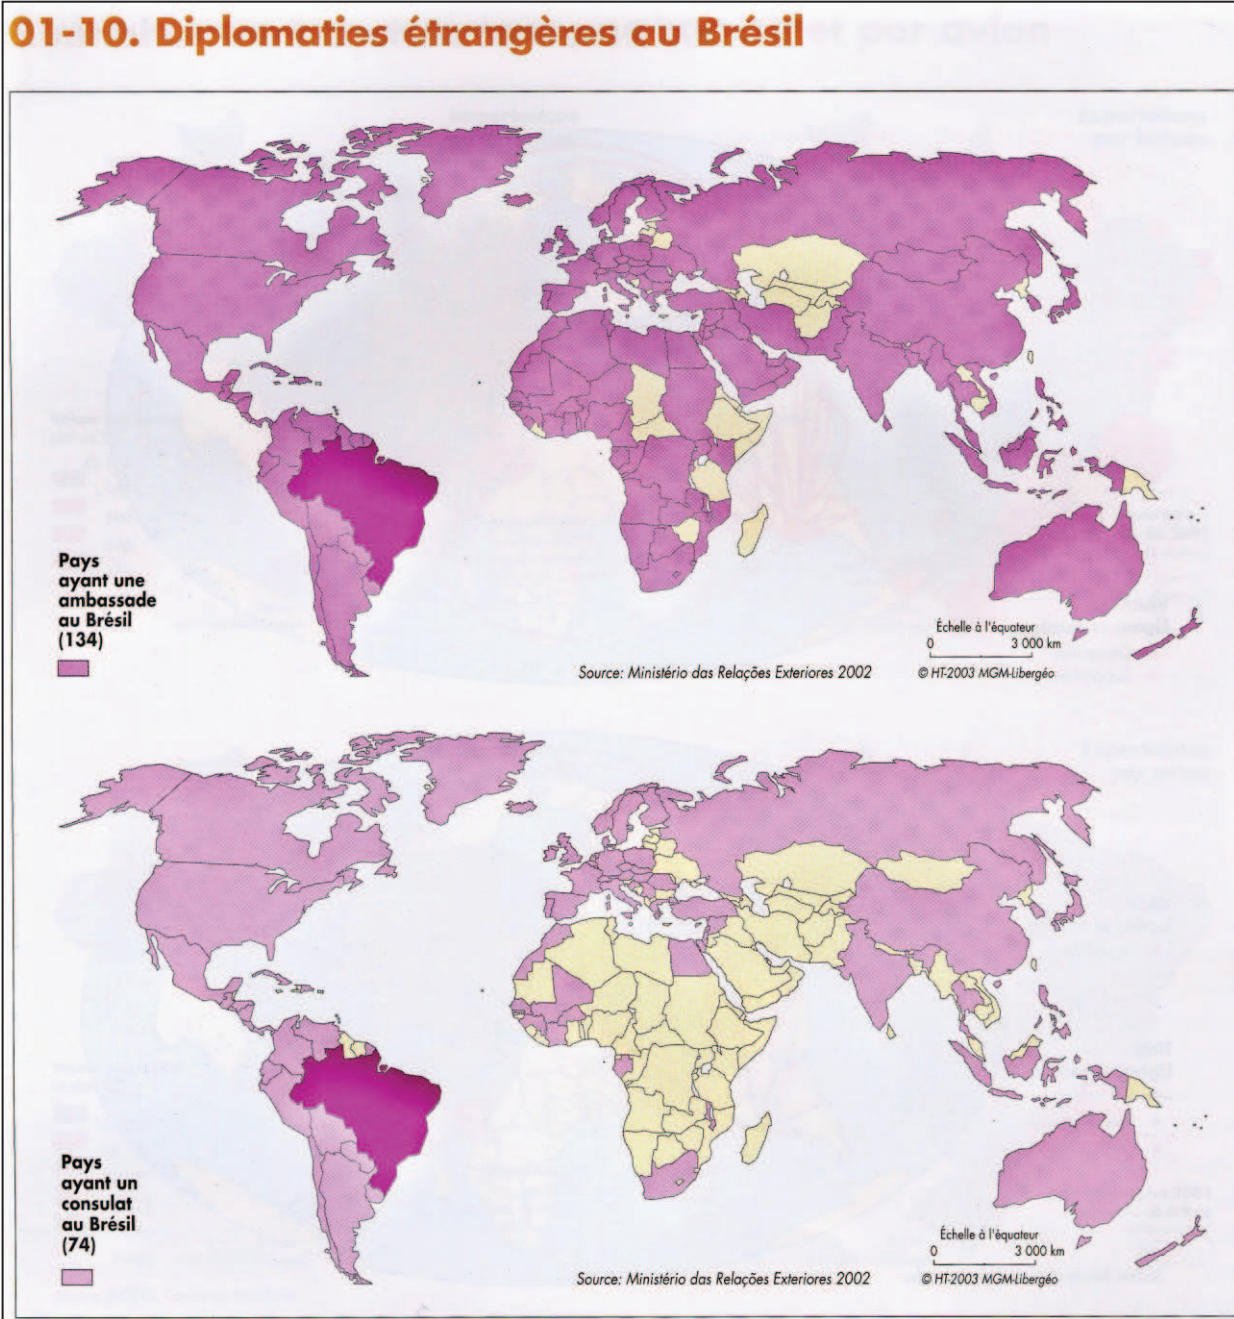 01-10. Diplomaties étrangères au Brésil
Pays
ayant une
ambassade
au Brésil
(134)
Échelle à l'équateur
0 3 000 km
Source: Ministério das Relações Exteriores 2002
© HT-2003 MGM-Libergéo
Pays
ayant un
consulat
au Brésil
(74)
Échelle à l'équateur
0 3 000 km
Source: Ministério das Relações Exteriores 2002
© HT-2003 MGM-Libergéo